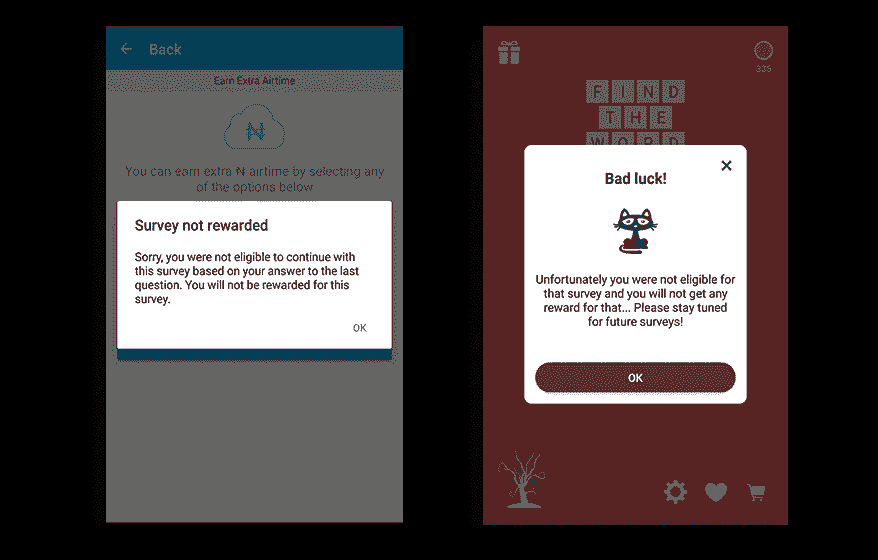 Back
Earn Extra Airtime
₦
You can earn extra ₦ airtime by selecting any
of the options below
Survey not rewarded
Sorry, you were not eligible to continue with
this survey based on your answer to the last
question. You will not be rewarded for this
survey.
OK
335
FIND
THE
WORD
Bad luck!
Unfortunately you were not eligible for
that survey and you will not get any
reward for that... Please stay tuned
for future surveys!
OK